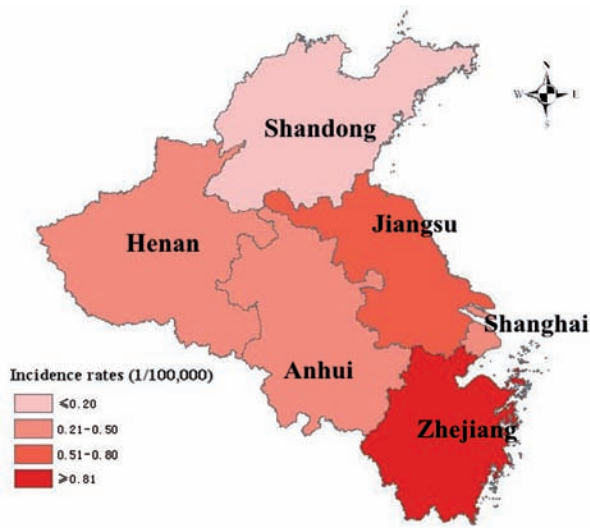 Shandong
W E
S
Jiangsu
Henan
Shanghai
Anhui
Incidence rates (1/100,000)
≤0.20
0.21-0.50
0.51-0.80
≥0.81
Zhejiang